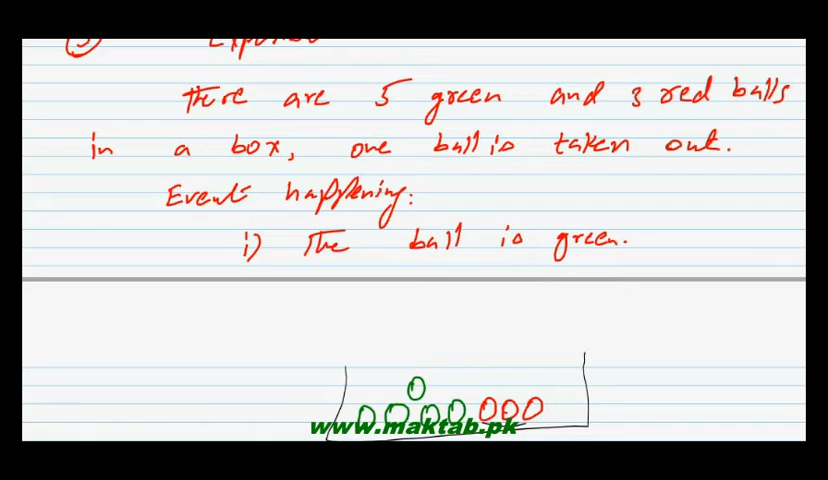 There are 5 green and 3 red balls
in a box, one ball is taken out.
Event happening:
i) The ball is green.
www.maktab.pk